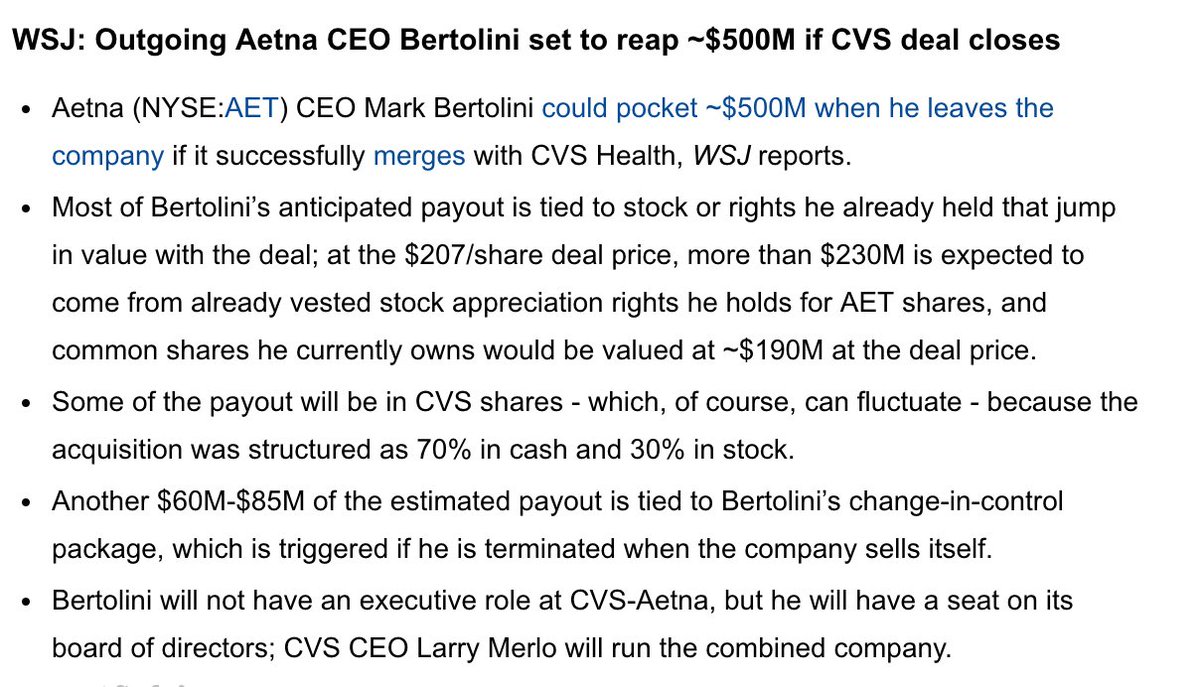 WSJ: Outgoing Aetna CEO Bertolini set to reap ~$500M if CVS deal closes
• Aetna (NYSE:AET) CEO Mark Bertolini could pocket ~$500M when he leaves the
company if it successfully merges with CVS Health, WSJ reports.
• Most of Bertolini’s anticipated payout is tied to stock or rights he already held that jump
in value with the deal; at the $207/share deal price, more than $230M is expected to
come from already vested stock appreciation rights he holds for AET shares, and
common shares he currently owns would be valued at ~$190M at the deal price.
• Some of the payout will be in CVS shares - which, of course, can fluctuate - because the
acquisition was structured as 70% in cash and 30% in stock.
• Another $60M-$85M of the estimated payout is tied to Bertolini’s change-in-control
package, which is triggered if he is terminated when the company sells itself.
• Bertolini will not have an executive role at CVS-Aetna, but he will have a seat on its
board of directors; CVS CEO Larry Merlo will run the combined company.